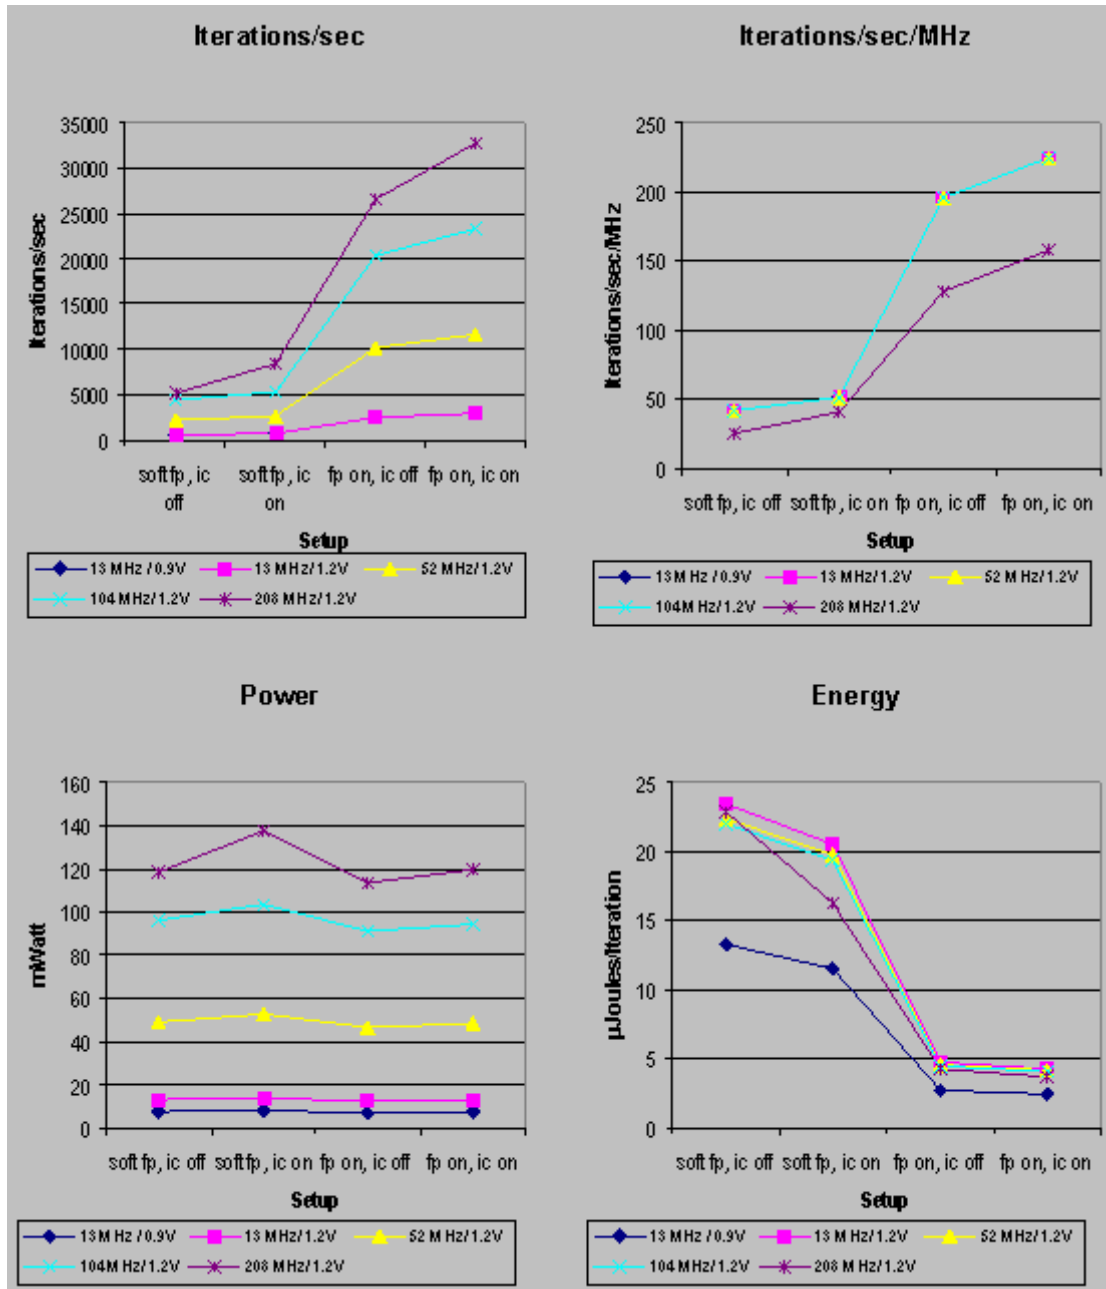 Iterations/sec
Iterations/sec
35000
30000
25000
20000
15000
10000
5000
0
soft fp, ic off
soft fp, ic on
fp on, ic off
fp on, ic on
Setup
13 MHz / 0.9V
13 MHz/ 1.2V
52 MHz/ 1.2V
104 MHz/ 1.2V
208 MHz/ 1.2V
Iterations/sec/MHz
Iterations/sec/MHz
250
200
150
100
50
0
soft fp, ic off
soft fp, ic on
fp on, ic off
fp on, ic on
Setup
13 MHz / 0.9V
13 MHz/ 1.2V
52 MHz/ 1.2V
104MHz/ 1.2V
208 MHz/ 1.2V
Power
mWatt
160
140
120
100
80
60
40
20
0
soft fp, ic off
soft fp, ic on
fp on, ic off
fp on, ic on
Setup
13 MHz / 0.9V
13 MHz/ 1.2V
52 MHz/ 1.2V
104MHz/ 1.2V
208 MHz/ 1.2V
Energy
µJoules/Iteration
25
20
15
10
5
0
soft fp, ic off
soft fp, ic on
fp on, ic off
fp on, ic on
Setup
13 MHz / 0.9V
13 MHz/ 1.2V
52 MHz/ 1.2V
104MHz/ 1.2V
208 MHz/ 1.2V